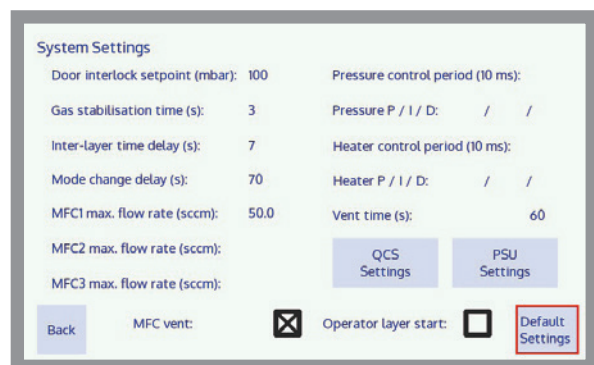 System Settings
Door interlock setpoint (mbar): 100
Pressure control period (10 ms):
Gas stabilisation time (s): 3
Pressure P / I / D: / /
Inter-layer time delay (s): 7
Heater control period (10 ms):
Mode change delay (s): 70
Heater P / I / D: / /
MFC1 max. flow rate (sccm): 50.0
Vent time (s): 60
MFC2 max. flow rate (sccm):
MFC3 max. flow rate (sccm):
QCS
Settings
PSU
Settings
Back
MFC vent:
Operator layer start:
Default
Settings